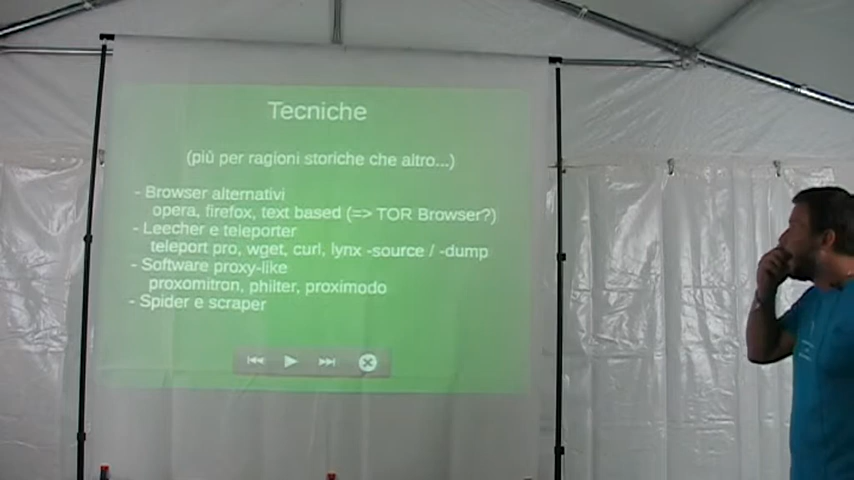 Tecniche
(più per ragioni storiche che altro...)
- Browser alternativi
opera, firefox, text based (=> TOR Browser?)
- Leecher e teleporter
teleport pro, wget, curl, lynx -source / -dump
- Software proxy-like
proxomitron, philter, proximodo
- Spider e scraper